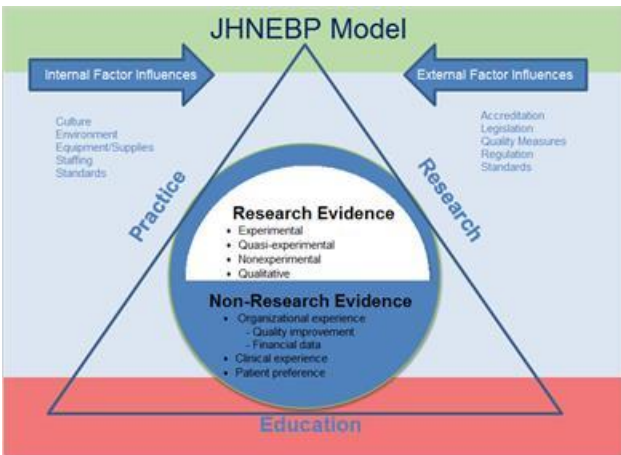 JHNEBP Model
Internal Factor Influences
External Factor Influences
Culture
Environment
Equipment/Supplies
Staffing
Standards
Accreditation
Legislation
Quality Measures
Regulation
Standards
Practice
Research
Research Evidence
• Experimental
• Quasi-experimental
• Nonexperimental
• Qualitative
Non-Research Evidence
• Organizational experience
- Quality improvement
- Financial data
• Clinical experience
• Patient preference
Education